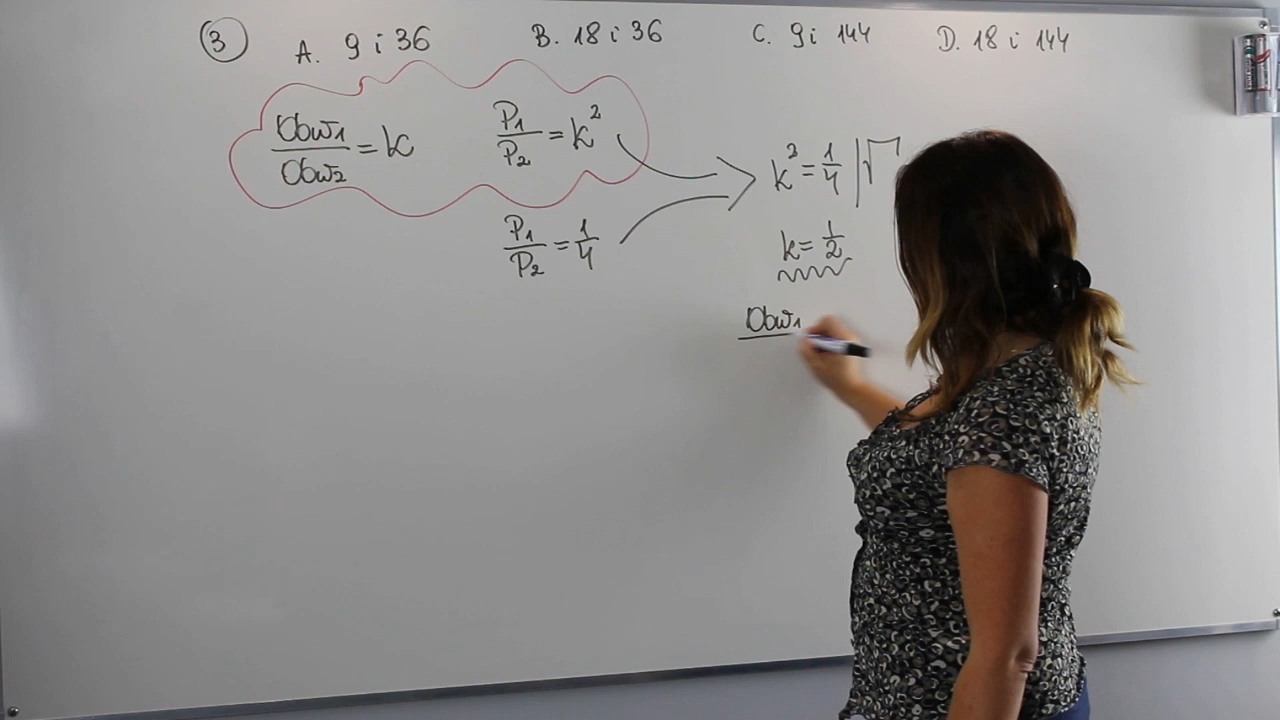 3 A. 9 i 36 B. 18 i 36 C. 9 i 144 D. 18 i 144
Obw₁/Obw₂ = k P₁/P₂ = k²
P₁/P₂ = 1/4
k² = 1/4 |√
k = 1/2
Obw₁